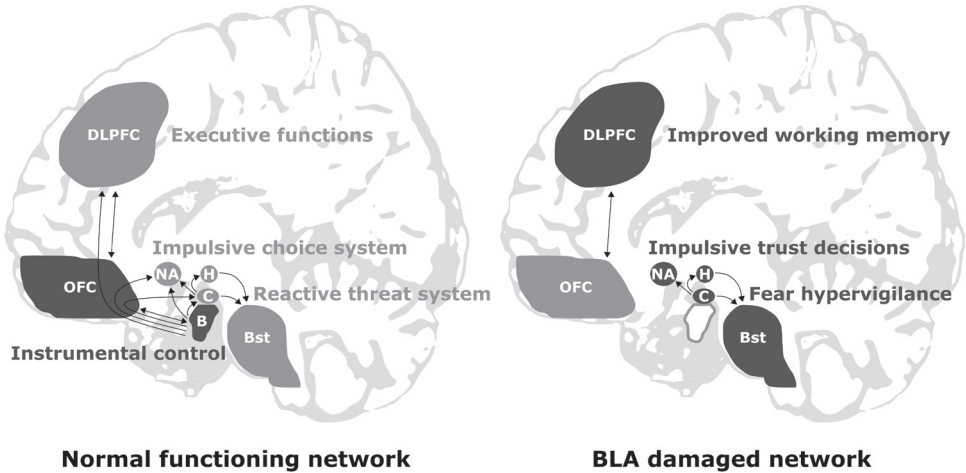 DLPFC
Executive functions
Impulsive choice system
NA
H
OFC
C
Reactive threat system
B
Bst
Instrumental control
Normal functioning network
DLPFC
Improved working memory
Impulsive trust decisions
NA
H
OFC
C
Fear hypervigilance
Bst
BLA damaged network